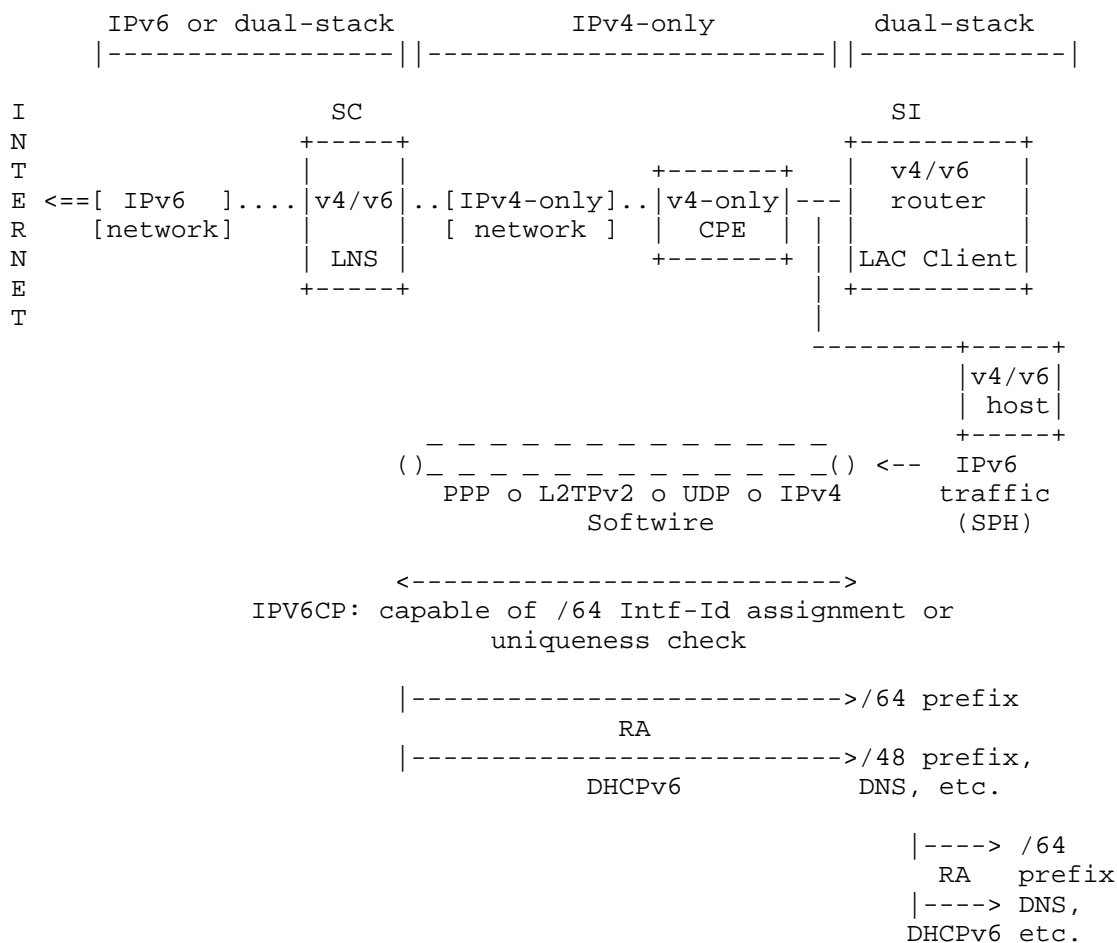 IPv6 or dual-stack           IPv4-only          dual-stack
     |------------------||-------------------------||-------------|

I                   SC                                 SI
N                 +-----+                           +----------+
T                 |     |               +-------+   |  v4/v6   |
E <==[ IPv6  ]....|v4/v6|..[IPv4-only]..|v4-only|---|  router  |
R    [network]    |     |  [ network ]  |  CPE  | | |          |
N                 | LNS |               +-------+ | |LAC Client|
E                 +-----+                         | +----------+
T                                                 |
                                                  ---------+-----+
                                                           |v4/v6|
                                                           | host|
                          _ _ _ _ _ _ _ _ _ _ _ _ _        +-----+
                        ()_ _ _ _ _ _ _ _ _ _ _ _ _() <--  IPv6
                           PPP o L2TPv2 o UDP o IPv4      traffic
                                    Softwire               (SPH)

                        <--------------------------->
               IPV6CP: capable of /64 Intf-Id assignment or
                              uniqueness check

                        |--------------------------->/64 prefix
                                      RA
                        |--------------------------->/48 prefix,
                                    DHCPv6           DNS, etc.

                                                        |----> /64
                                                          RA   prefix
                                                        |----> DNS,
                                                        DHCPv6 etc.